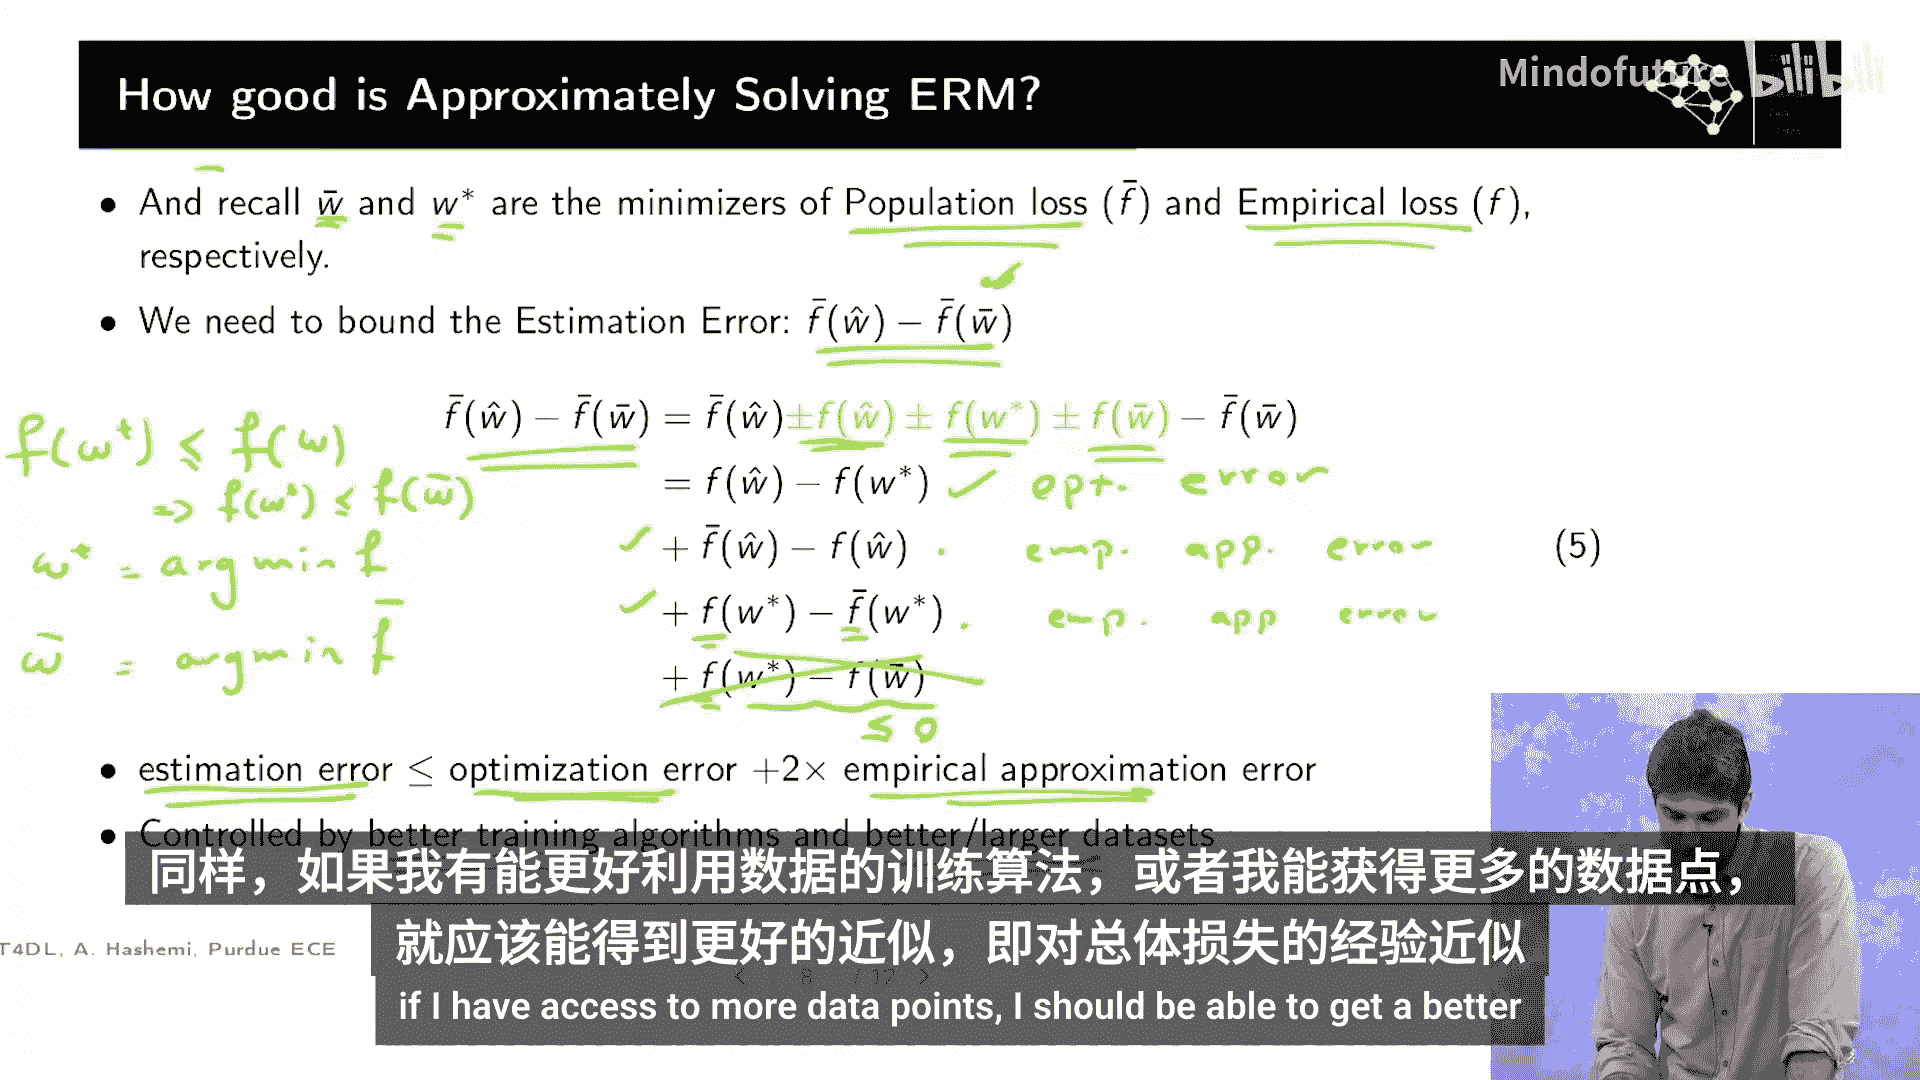 Mindofuture
bilibili
How good is Approximately Solving ERM?
• And recall w̄ and w* are the minimizers of Population loss (f̄) and Empirical loss (f),
respectively.
• We need to bound the Estimation Error: f̄(ŵ) − f̄(w̄)
f̄(ŵ) − f̄(w̄) = f̄(ŵ) ± f(ŵ) ± f(w*) ± f(w̄) − f̄(w̄)
= f(ŵ) − f(w*) ✓ opt. error
✓ + f̄(ŵ) − f(ŵ) . emp. app. error (5)
✓ + f(w*) − f̄(w*) . emp. app error
+ f(w*) − f(w̄)
≤ 0
f(w*) ≤ f(w)
=> f(w*) ≤ f(w̄)
w* = argmin f
w̄ = argmin f̄
• estimation error ≤ optimization error +2× empirical approximation error
• Controlled by better training algorithms and better/larger datasets
同样，如果我有能更好利用数据的训练算法，或者我能获得更多的数据点，
就应该能得到更好的近似，即对总体损失的经验近似
if I have access to more data points, I should be able to get a better
T4DL, A. Hashemi, Purdue ECE
8 / 12